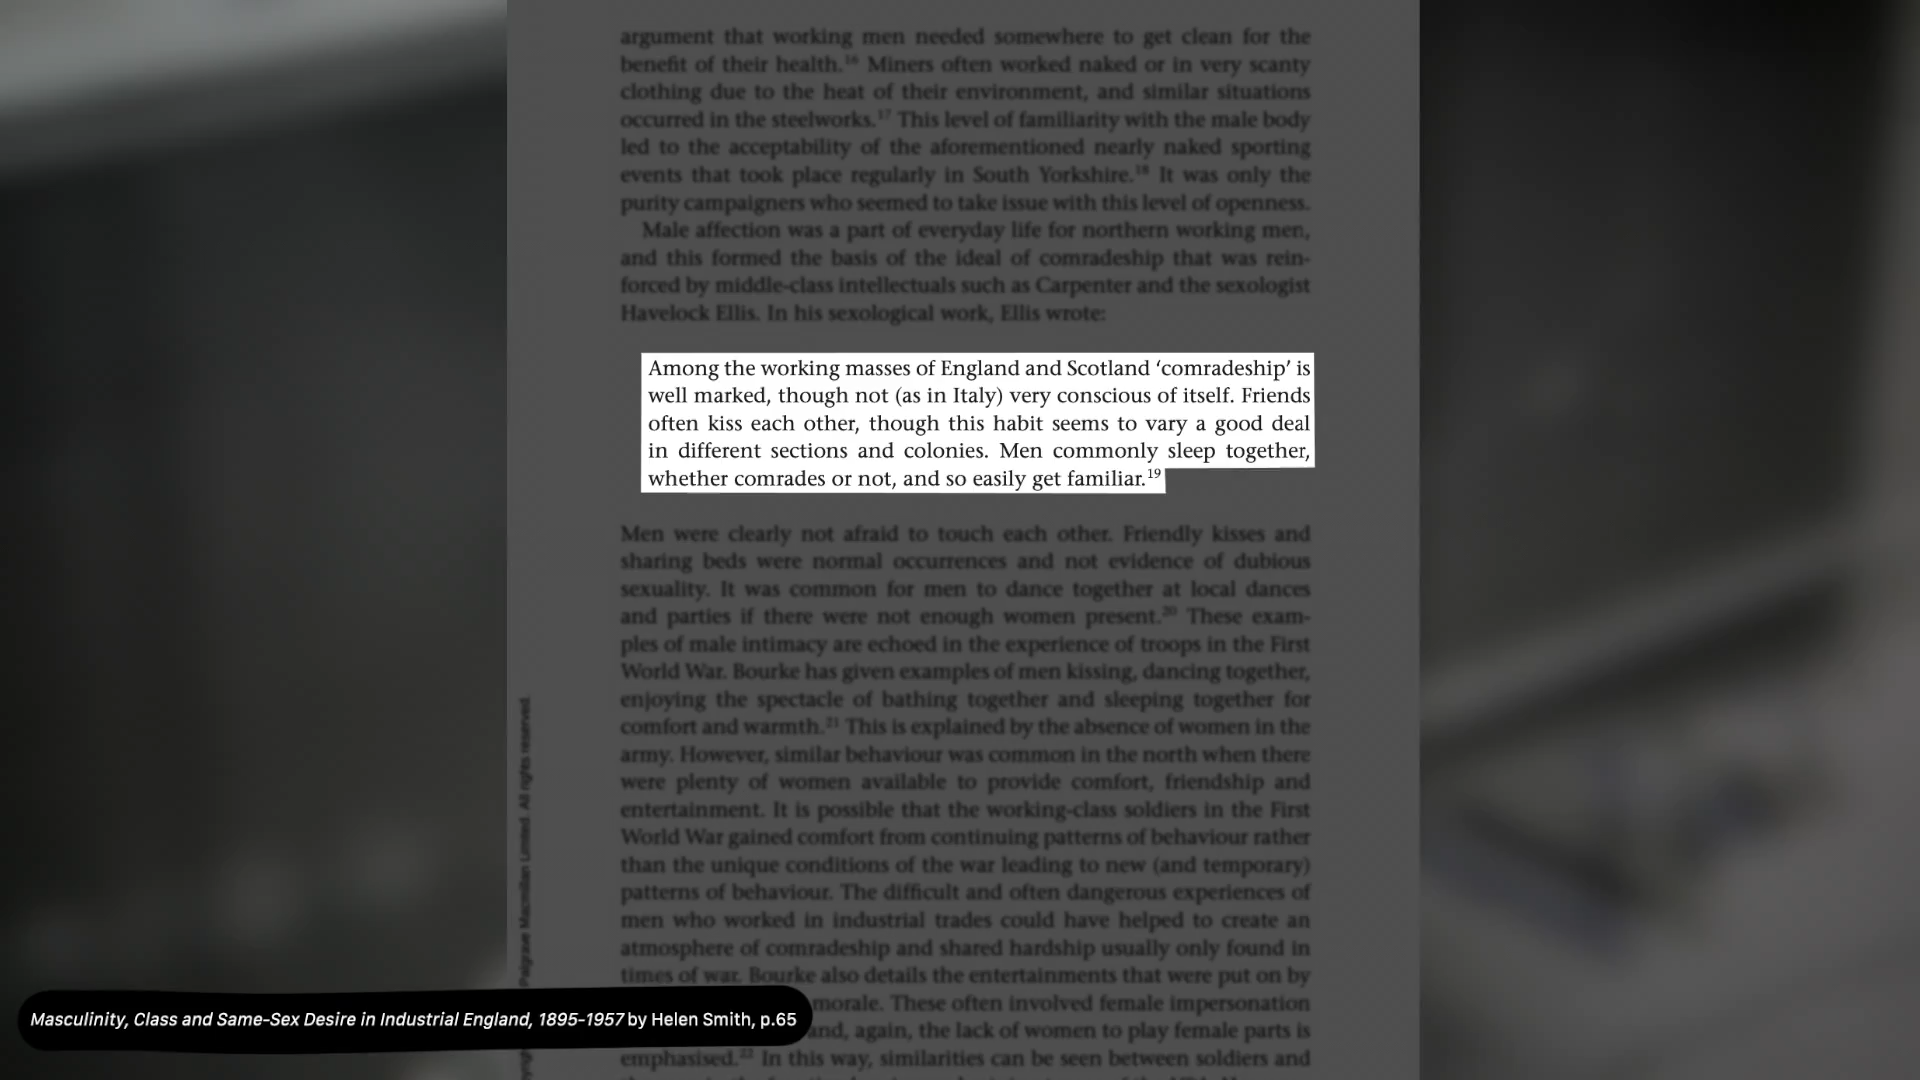 argument that working men needed somewhere to get clean for the
benefit of their health.16 Miners often worked naked or in very scanty
clothing due to the heat of their environment, and similar situations
occurred in the steelworks.17 This level of familiarity with the male body
led to the acceptability of the aforementioned nearly naked sporting
events that took place regularly in South Yorkshire.18 It was only the
purity campaigners who seemed to take issue with this level of openness.
Male affection was a part of everyday life for northern working men,
and this formed the basis of the ideal of comradeship that was rein-
forced by middle-class intellectuals such as Carpenter and the sexologist
Havelock Ellis. In his sexological work, Ellis wrote:
Among the working masses of England and Scotland ‘comradeship’ is
well marked, though not (as in Italy) very conscious of itself. Friends
often kiss each other, though this habit seems to vary a good deal
in different sections and colonies. Men commonly sleep together,
whether comrades or not, and so easily get familiar.19
Men were clearly not afraid to touch each other. Friendly kisses and
sharing beds were normal occurrences and not evidence of dubious
sexuality. It was common for men to dance together at local dances
and parties if there were not enough women present.20 These exam-
ples of male intimacy are echoed in the experience of troops in the First
World War. Bourke has given examples of men kissing, dancing together,
enjoying the spectacle of bathing together and sleeping together for
comfort and warmth.21 This is explained by the absence of women in the
army. However, similar behaviour was common in the north when there
were plenty of women available to provide comfort, friendship and
entertainment. It is possible that the working-class soldiers in the First
World War gained comfort from continuing patterns of behaviour rather
than the unique conditions of the war leading to new (and temporary)
patterns of behaviour. The difficult and often dangerous experiences of
men who worked in industrial trades could have helped to create an
atmosphere of comradeship and shared hardship usually only found in
times of war. Bourke also details the entertainments that were put on by
morale. These often involved female impersonation
and, again, the lack of women to play female parts is
emphasised.22 In this way, similarities can be seen between soldiers and
Palgrave Macmillan Limited. All rights reserved.
Masculinity, Class and Same-Sex Desire in Industrial England, 1895-1957 by Helen Smith, p.65